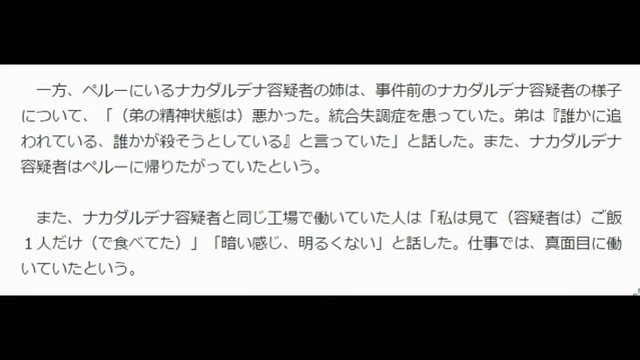 一方、ペルーにいるナカダルデナ容疑者の姉は、事件前のナカダルデナ容疑者の様子
について、「（弟の精神状態は）悪かった。統合失調症を患っていた。弟は『誰かに追
われている、誰かが殺そうとしている』と言っていた」と話した。また、ナカダルデナ
容疑者はペルーに帰りたがっていたという。
また、ナカダルデナ容疑者と同じ工場で働いていた人は「私は見て（容疑者は）ご飯
１人だけ（で食べてた）」「暗い感じ、明るくない」と話した。仕事では、真面目に働
いていたという。